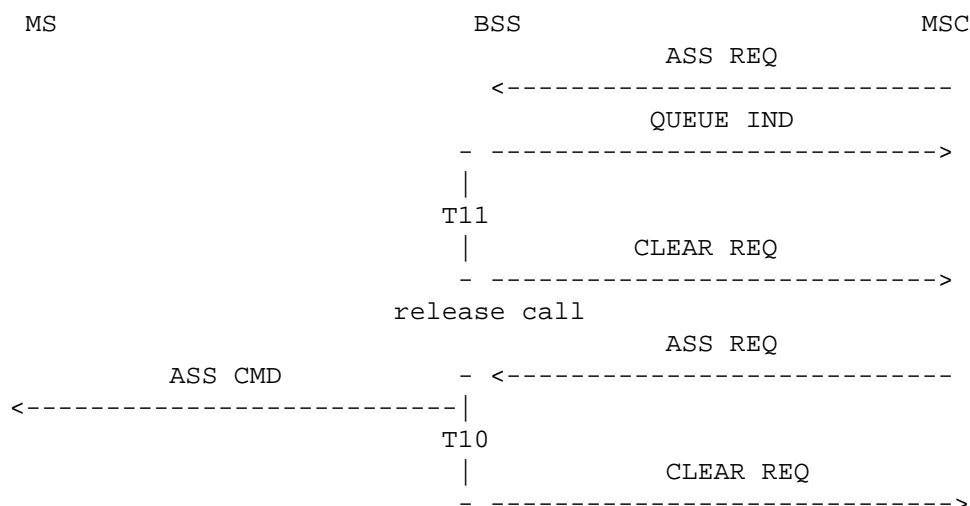 MS BSS MSC
ASS REQ
QUEUE IND
T11
CLEAR REQ
release call
ASS REQ
ASS CMD
T10
CLEAR REQ